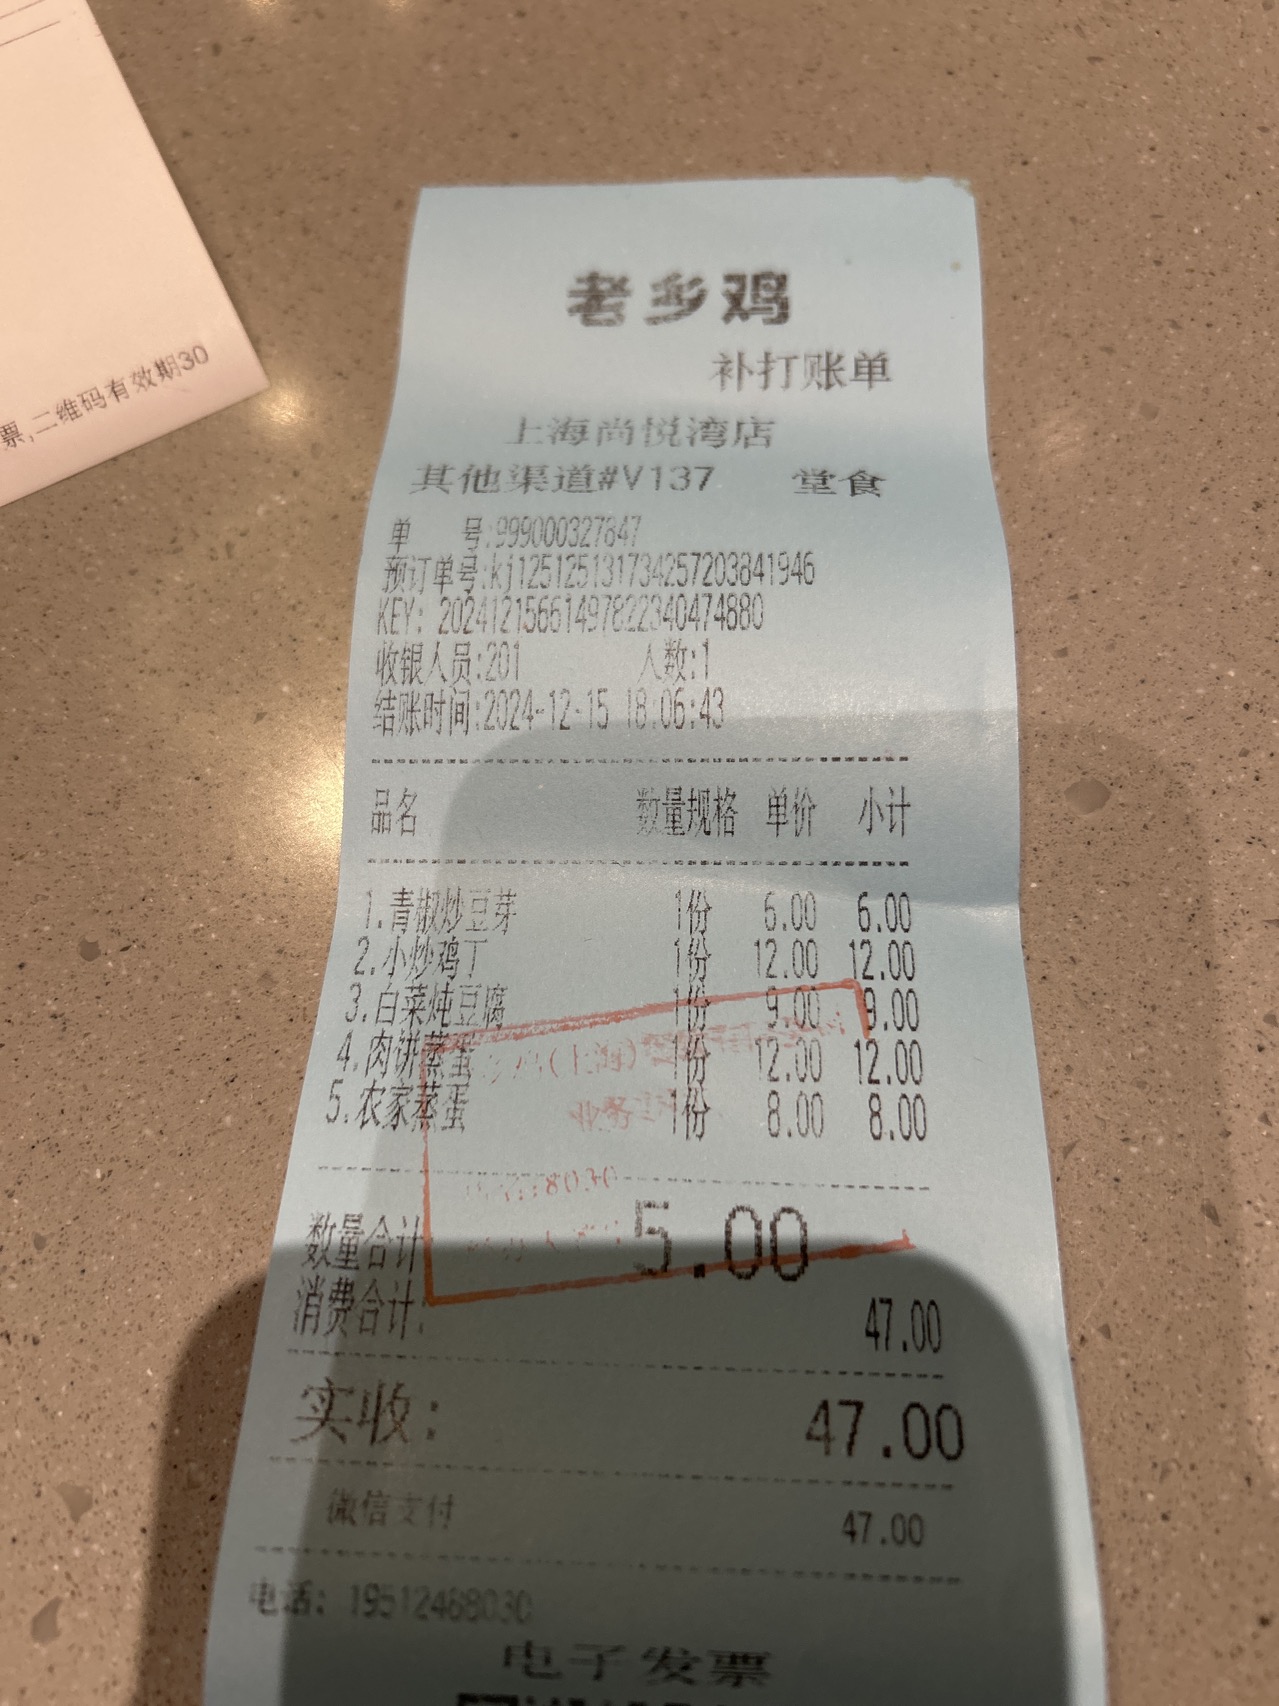 票,二维码有效期30
老乡鸡
补打账单
上海尚悦湾店
其他渠道#V137 堂食
单 号:999000327847
预订单号:kj1251251317342572038419​46
KEY: 20241215661497822340474880
收银人员:201 人数:1
结账时间:2024-12-15 18:06:43
品名 数量规格 单价 小计
1.青椒炒豆芽 1份 6.00 6.00
2.小炒鸡丁 1份 12.00 12.00
3.白菜炖豆腐 1份 9.00 9.00
4.肉饼蒸蛋 1份 12.00 12.00
5.农家蒸蛋 1份 8.00 8.00
(上海)
业务
:8030
数量合计: 5.00
消费合计: 47.00
实收: 47.00
微信支付 47.00
电话: 19512468030
电子发票